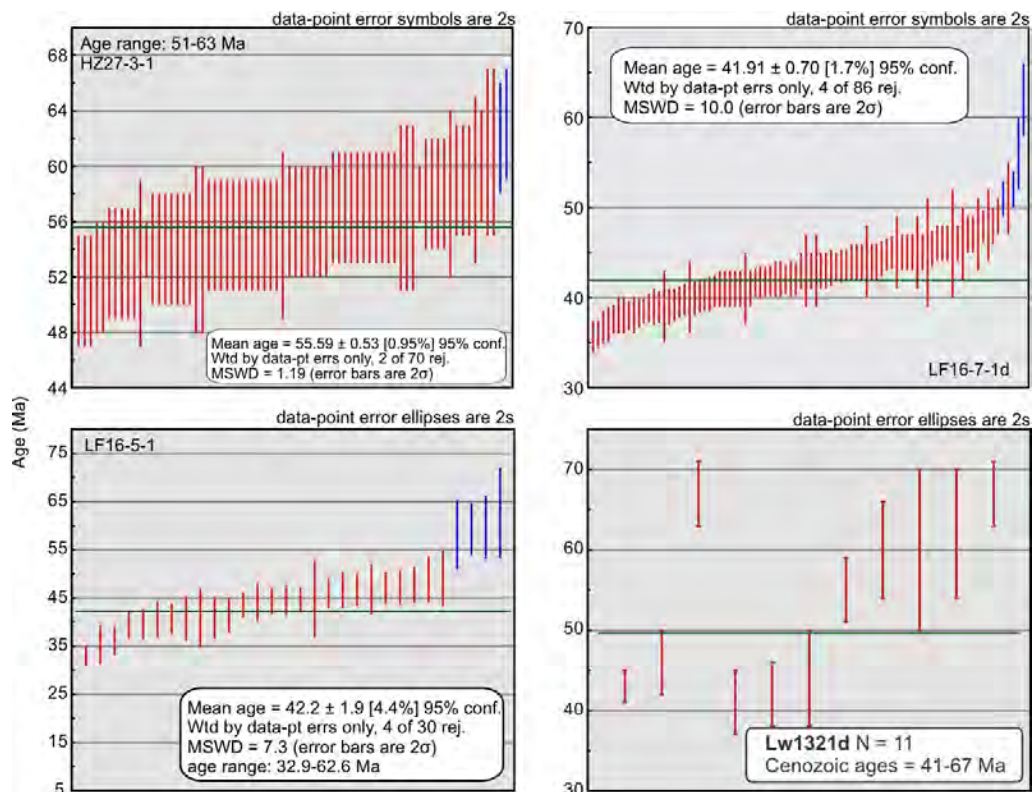 data-point error symbols are 2s
Age range: 51-63 Ma
HZ27-3-1
68
64
60
56
52
48
44
Mean age = 55.59 ± 0.53 [0.95%] 95% conf.
Wtd by data-pt errs only, 2 of 70 rej.
MSWD = 1.19 (error bars are 2σ)
data-point error symbols are 2s
70
60
50
40
30
Mean age = 41.91 ± 0.70 [1.7%] 95% conf.
Wtd by data-pt errs only, 4 of 86 rej.
MSWD = 10.0 (error bars are 2σ)
LF16-7-1d
Age (Ma)
data-point error ellipses are 2s
LF16-5-1
75
65
55
45
35
25
15
5
Mean age = 42.2 ± 1.9 [4.4%] 95% conf.
Wtd by data-pt errs only, 4 of 30 rej.
MSWD = 7.3 (error bars are 2σ)
age range: 32.9-62.6 Ma
data-point error ellipses are 2s
70
60
50
40
30
Lw1321d N = 11
Cenozoic ages = 41-67 Ma